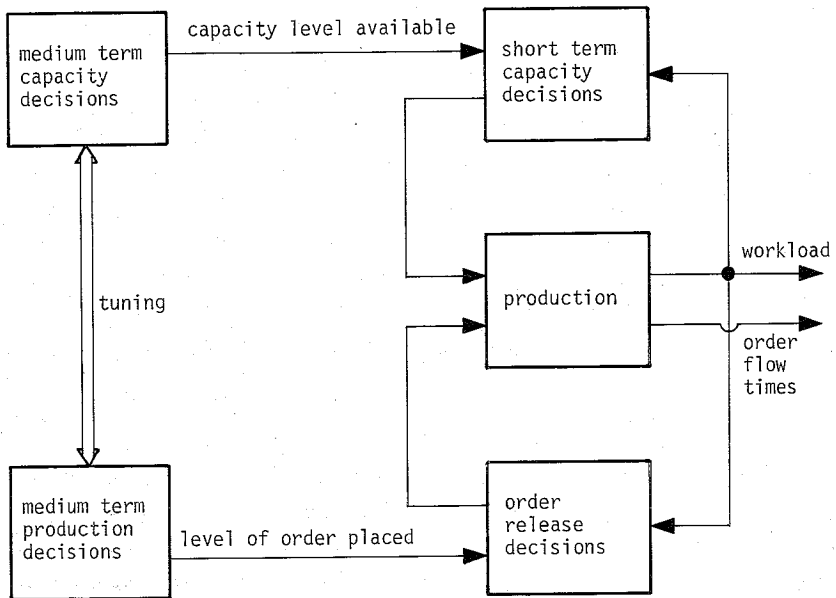 capacity level available
medium term
capacity
decisions
short term
capacity
decisions
workload
tuning
production
order
flow
times
medium term
production
decisions
level of order placed
order
release
decisions